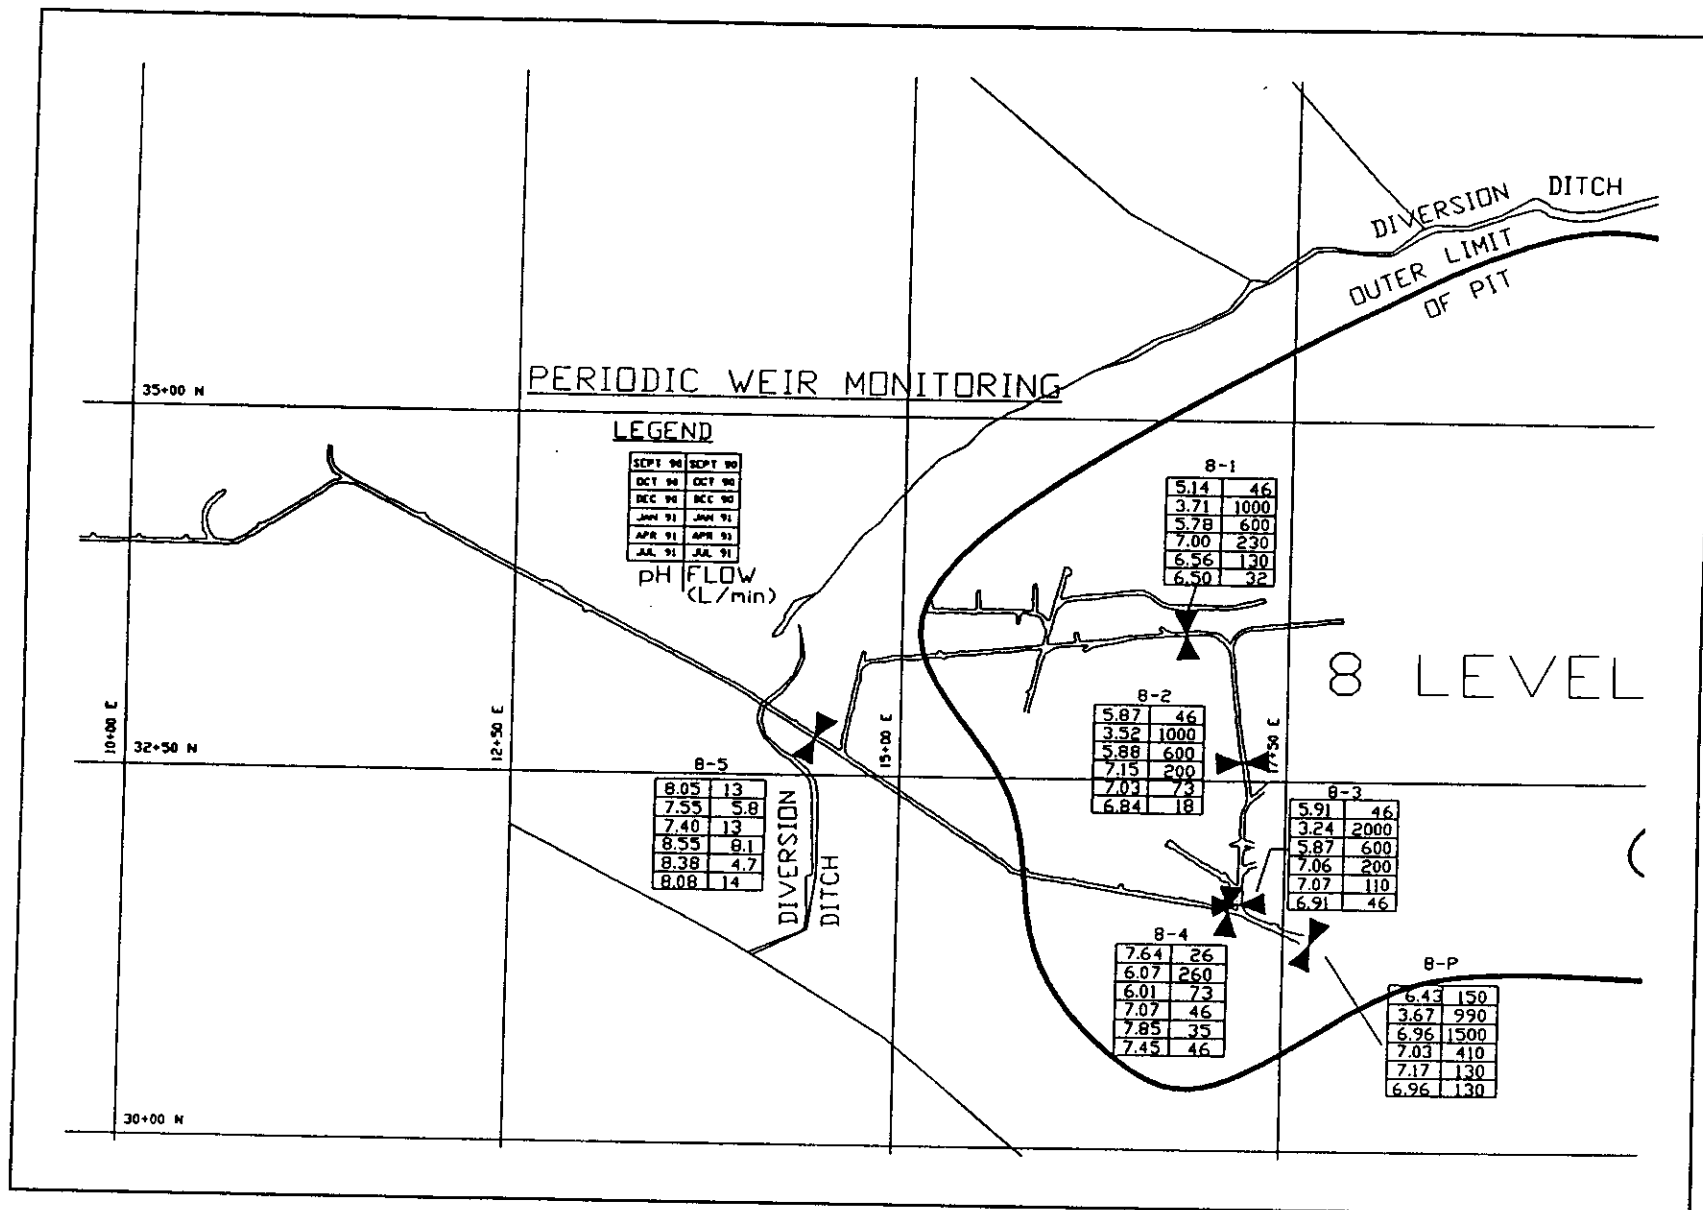 DIVERSION DITCH
OUTER LIMIT
OF PIT
PERIODIC WEIR MONITORING
35+00 N
LEGEND
SEPT 90 SEPT 90
OCT 90 OCT 90
DEC 90 DEC 90
JAN 91 JAN 91
APR 91 APR 91
JUL 91 JUL 91
pH FLOW
(L/min)
8-1
5.14 46
3.71 1000
5.78 600
7.00 230
6.56 130
6.50 32
8 LEVEL
8-2
5.87 46
3.52 1000
5.88 600
7.15 200
7.03 73
6.84 18
10+00 E
32+50 N
12+50 E
15+00 E
17+50 E
8-5
8.05 13
7.55 5.8
7.40 13
8.55 8.1
8.38 4.7
8.08 14
DIVERSION
DITCH
8-3
5.91 46
3.24 2000
5.87 600
7.06 200
7.07 110
6.91 46
8-4
7.64 26
6.07 260
6.01 73
7.07 46
7.85 35
7.45 46
8-P
6.43 150
3.67 990
6.96 1500
7.03 410
7.17 130
6.96 130
30+00 N